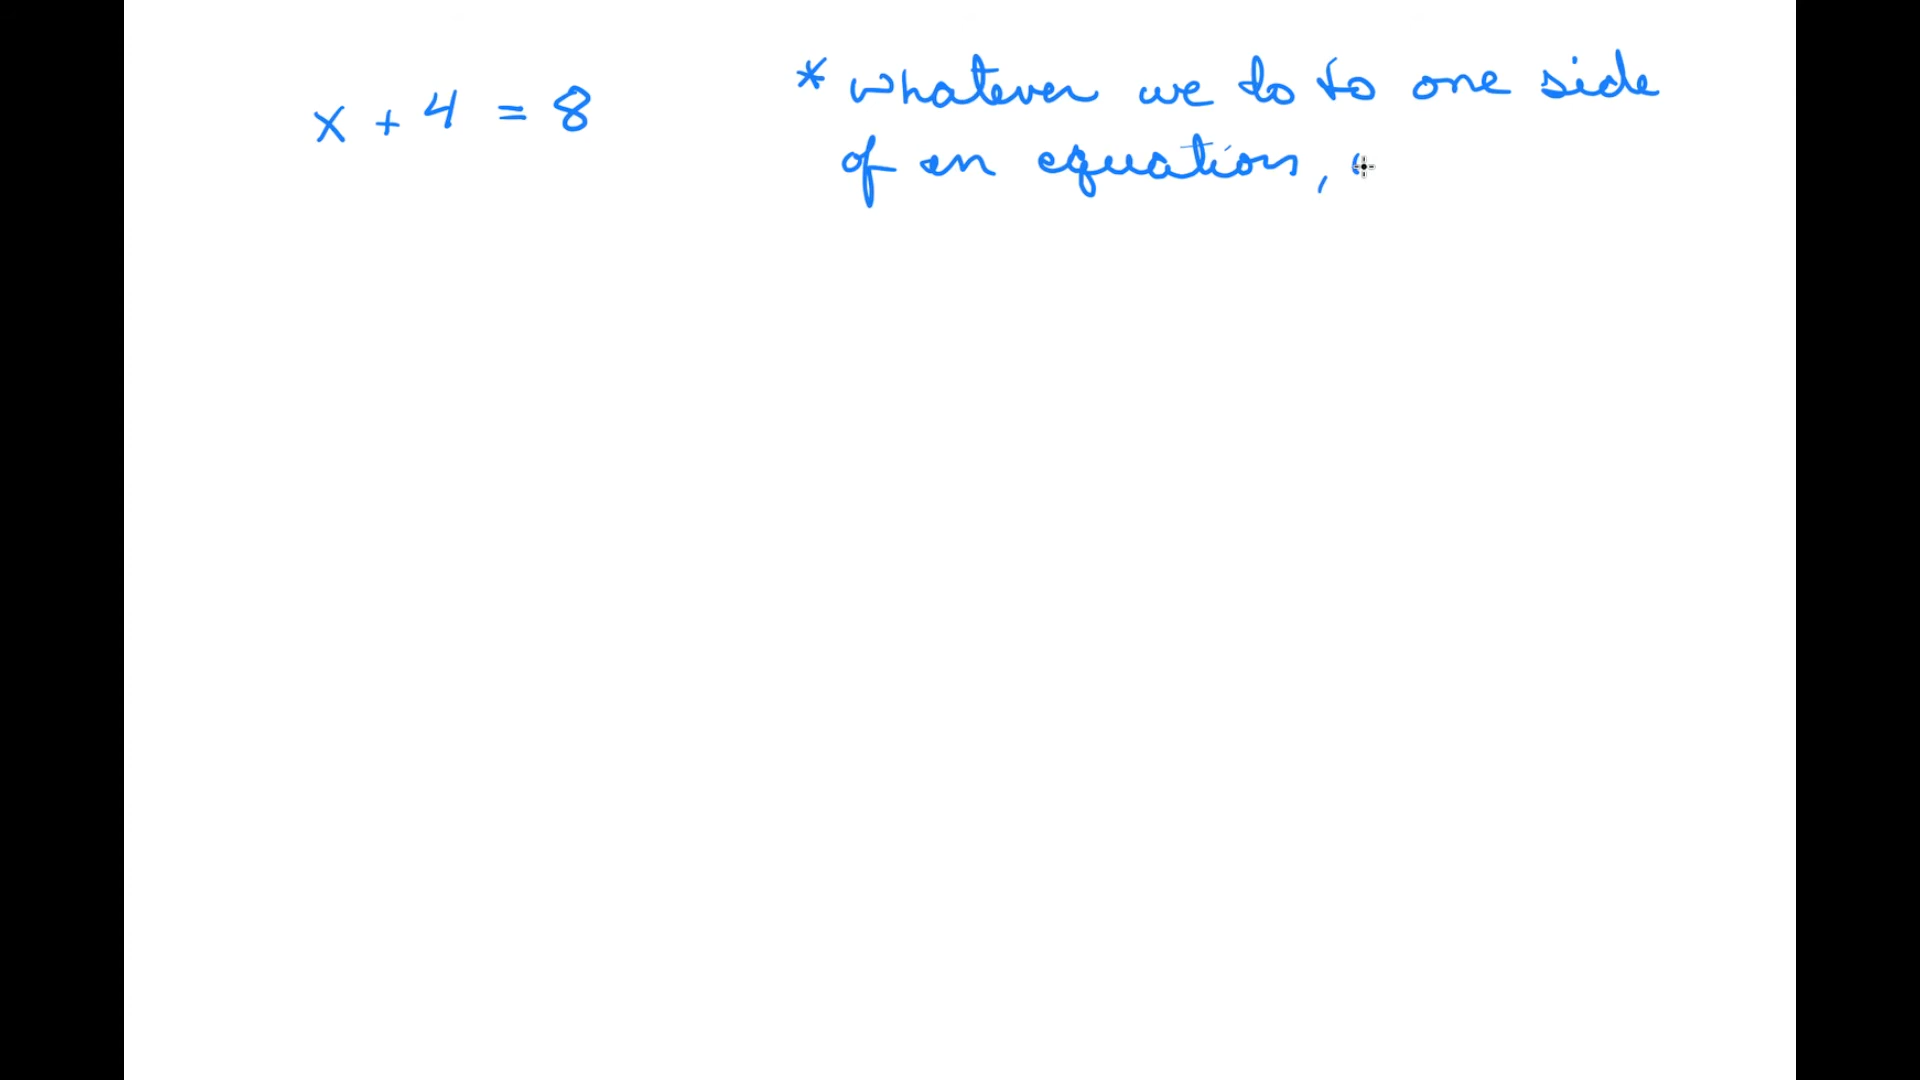 x + 4 = 8
* whatever we do to one side
of an equation,